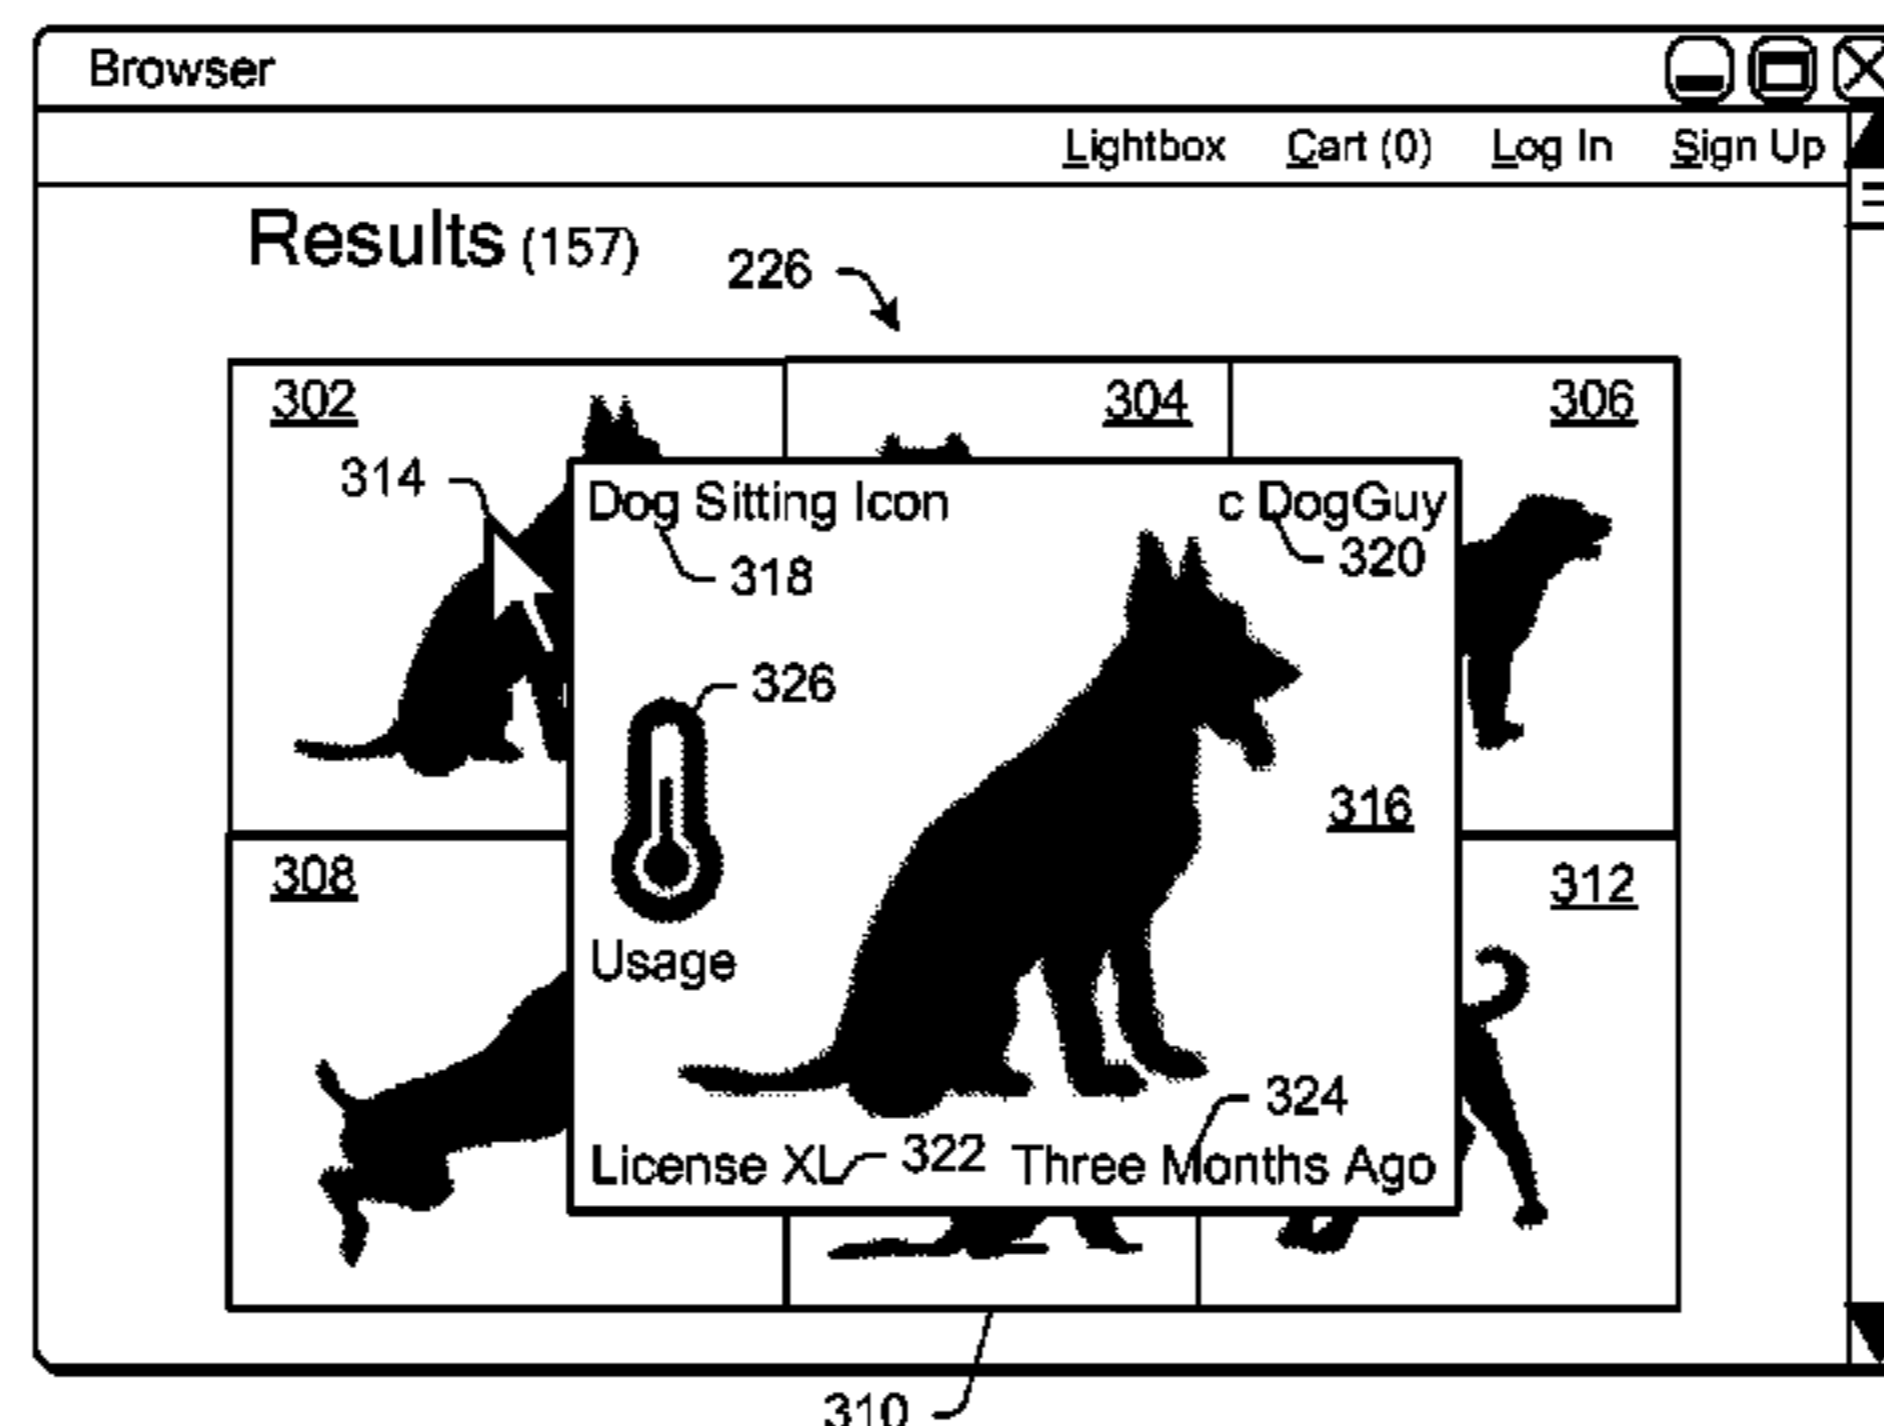 Browser
Lightbox Cart (0) Log In Sign Up
Results (157)
226
302 304 306
314
Dog Sitting Icon c DogGuy
318 320
326
316
308 312
Usage
324
License XL 322 Three Months Ago
310